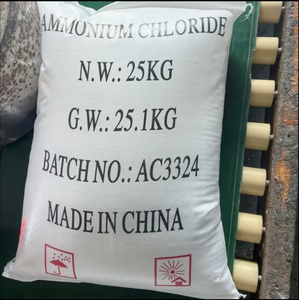 AMMONIUM CHLORIDE
N.W.: 25KG
G.W.: 25.1KG
BATCH NO.: AC3324
MADE IN CHINA